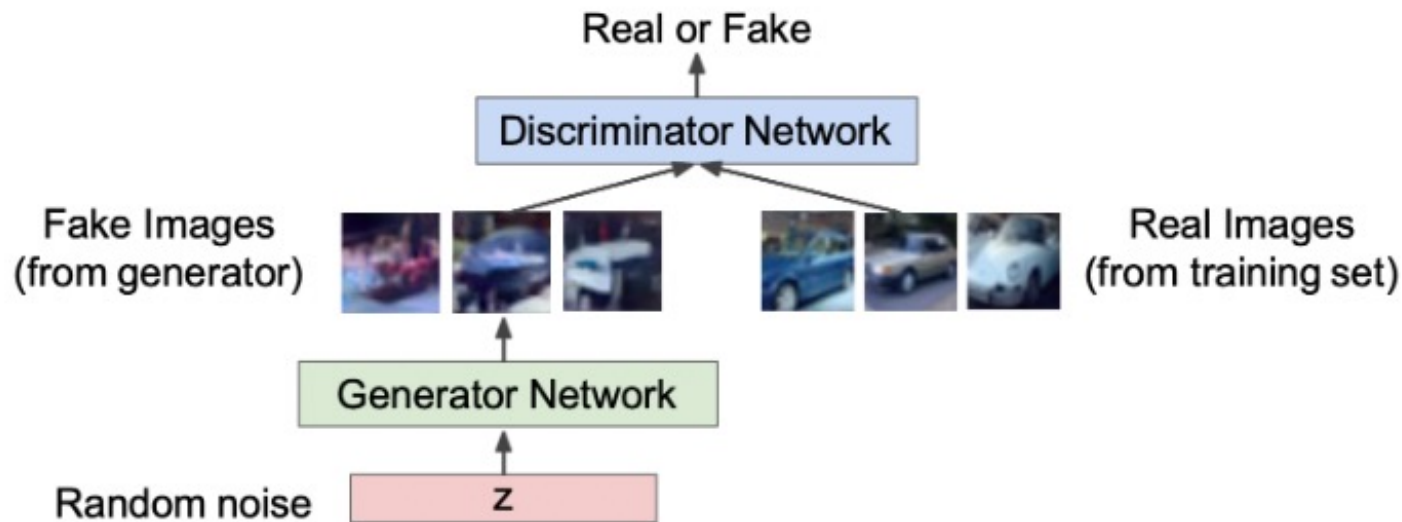 Real or Fake
Discriminator Network
Fake Images
(from generator)
Real Images
(from training set)
Generator Network
Random noise
z